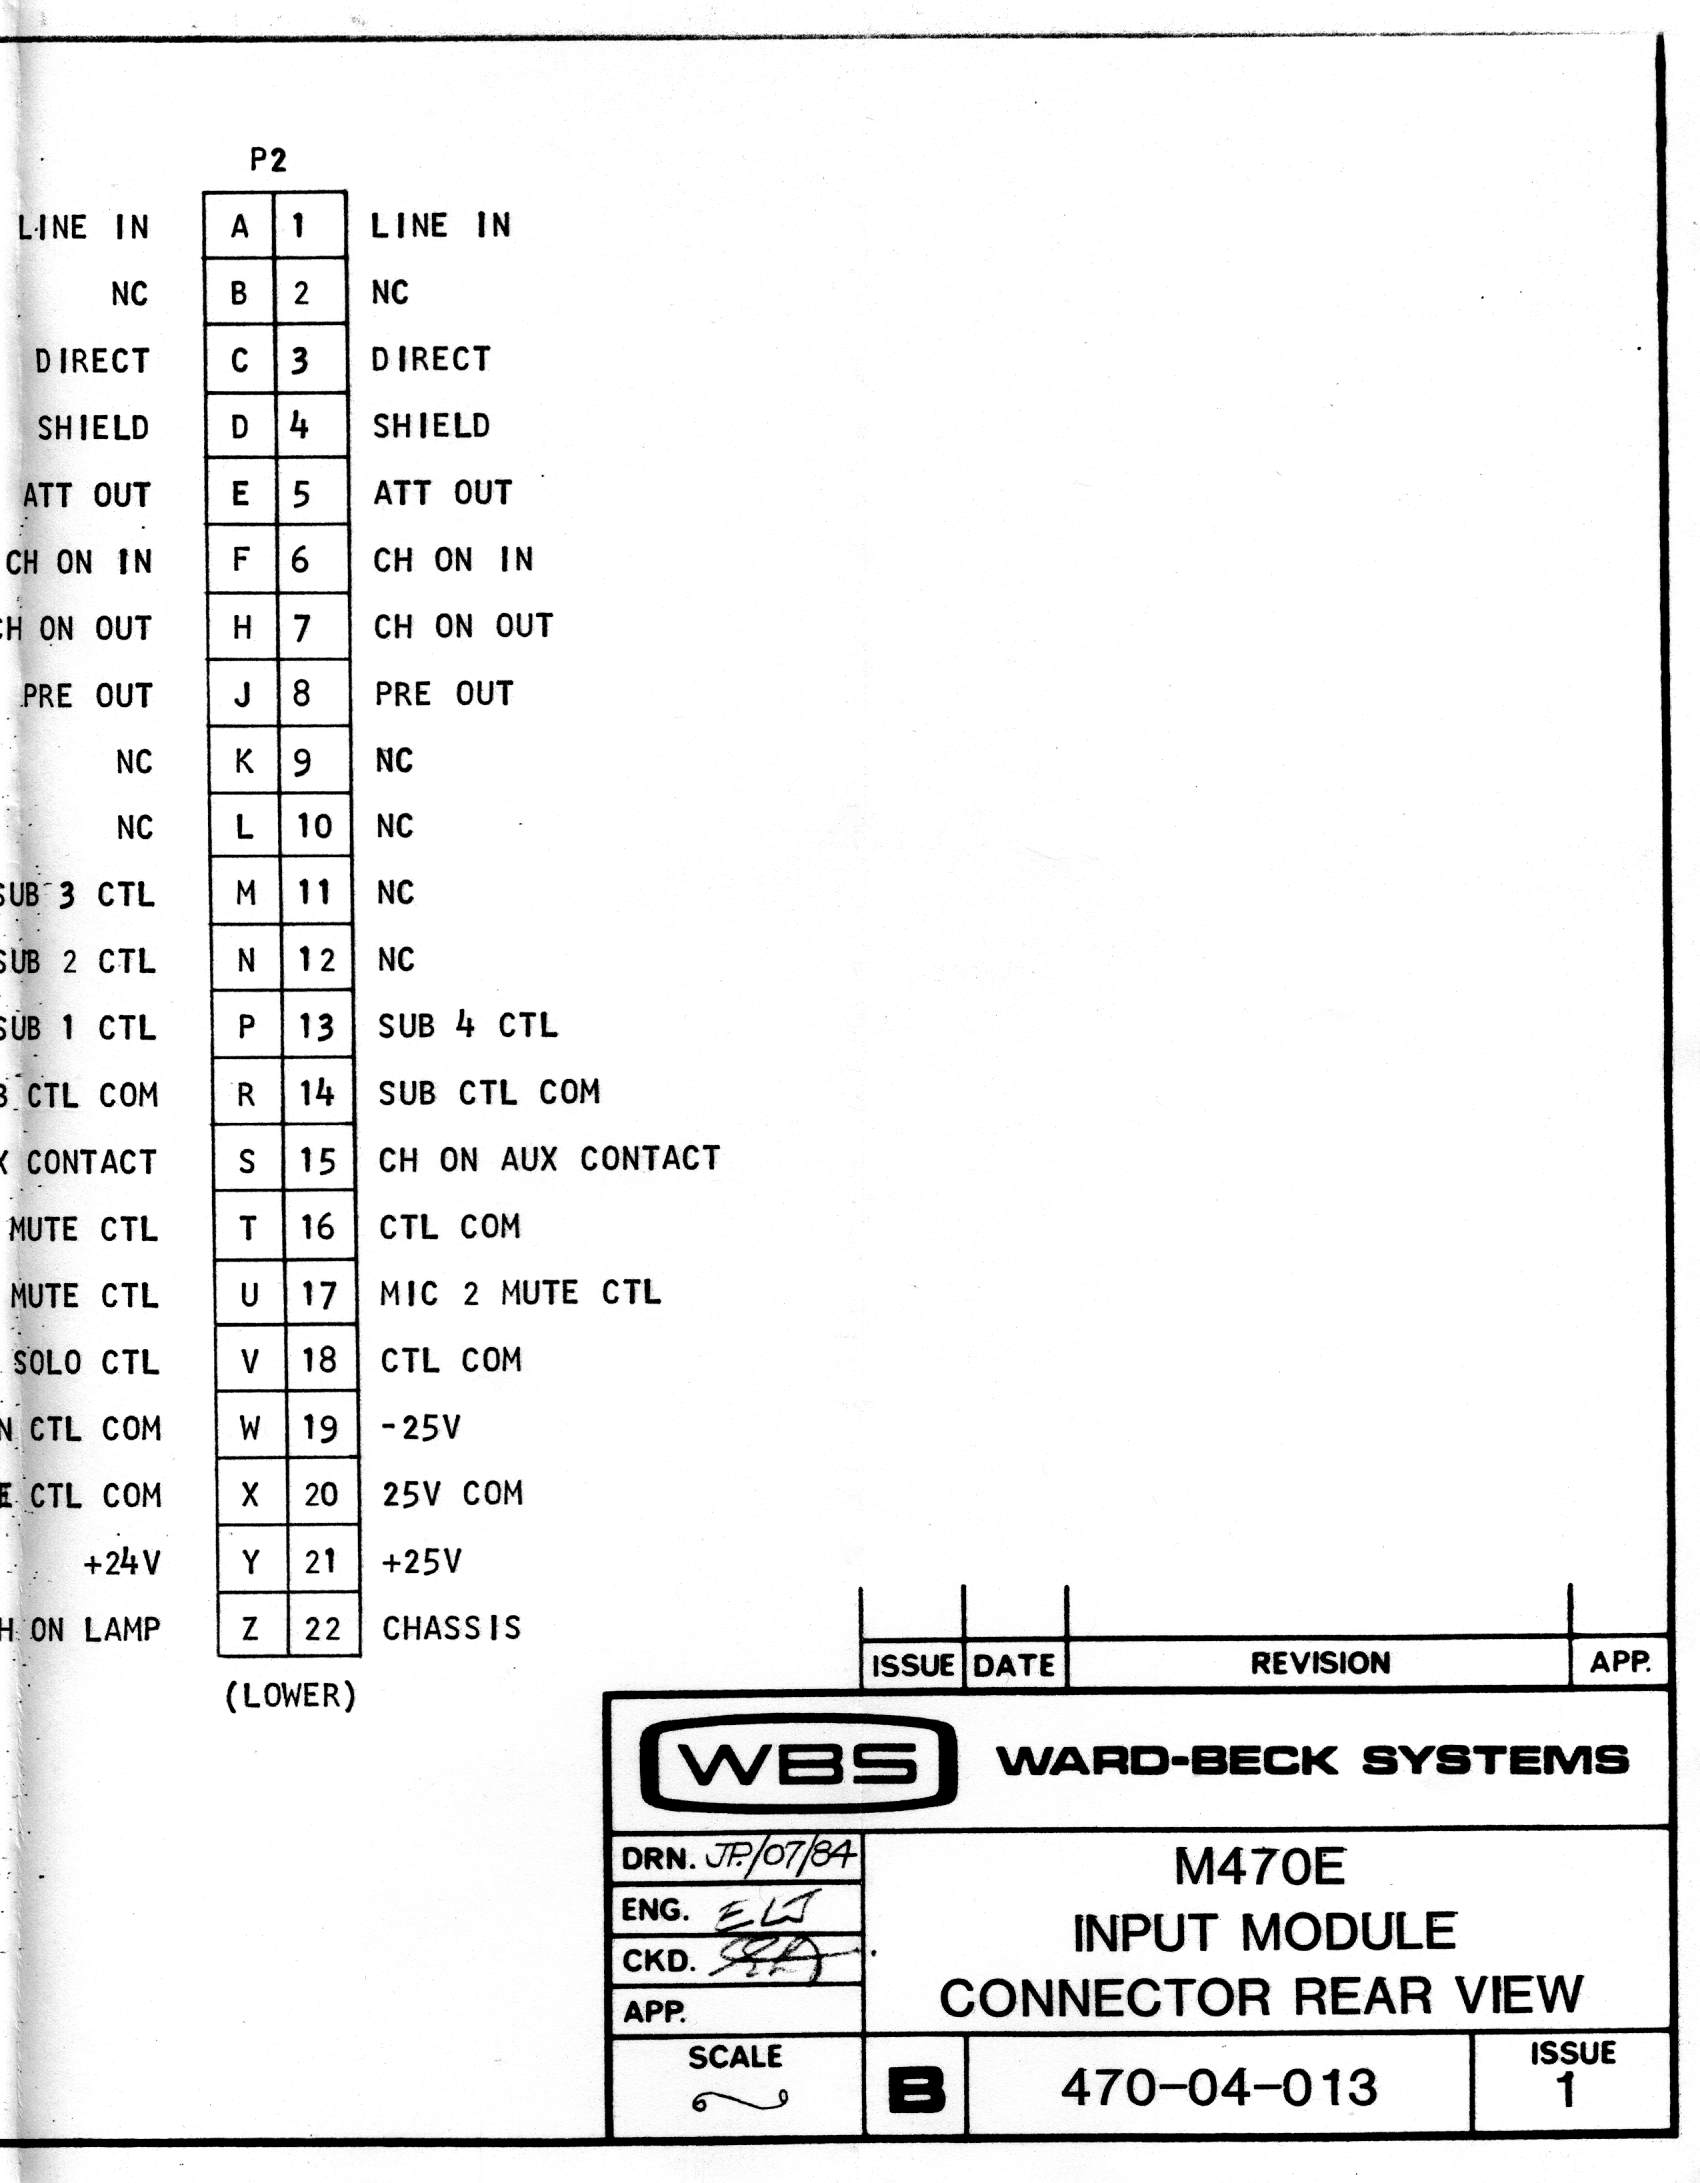 P2
LINE IN A 1 LINE IN
NC B 2 NC
DIRECT C 3 DIRECT
SHIELD D 4 SHIELD
ATT OUT E 5 ATT OUT
CH ON IN F 6 CH ON IN
ON OUT H 7 CH ON OUT
PRE OUT J 8 PRE OUT
NC K 9 NC
NC L 10 NC
SUB 3 CTL M 11 NC
SUB 2 CTL N 12 NC
SUB 1 CTL P 13 SUB 4 CTL
CTL COM R 14 SUB CTL COM
CONTACT S 15 CH ON AUX CONTACT
MUTE CTL T 16 CTL COM
MUTE CTL U 17 MIC 2 MUTE CTL
SOLO CTL V 18 CTL COM
CTL COM W 19 -25V
CTL COM X 20 25V COM
+24V Y 21 +25V
ON LAMP Z 22 CHASSIS
(LOWER)
ISSUE DATE REVISION APP.
WBS WARD-BECK SYSTEMS
DRN. JP./07/84
ENG.
CKD.
APP.
M470E
INPUT MODULE
CONNECTOR REAR VIEW
SCALE
B
470-04-013
ISSUE
1